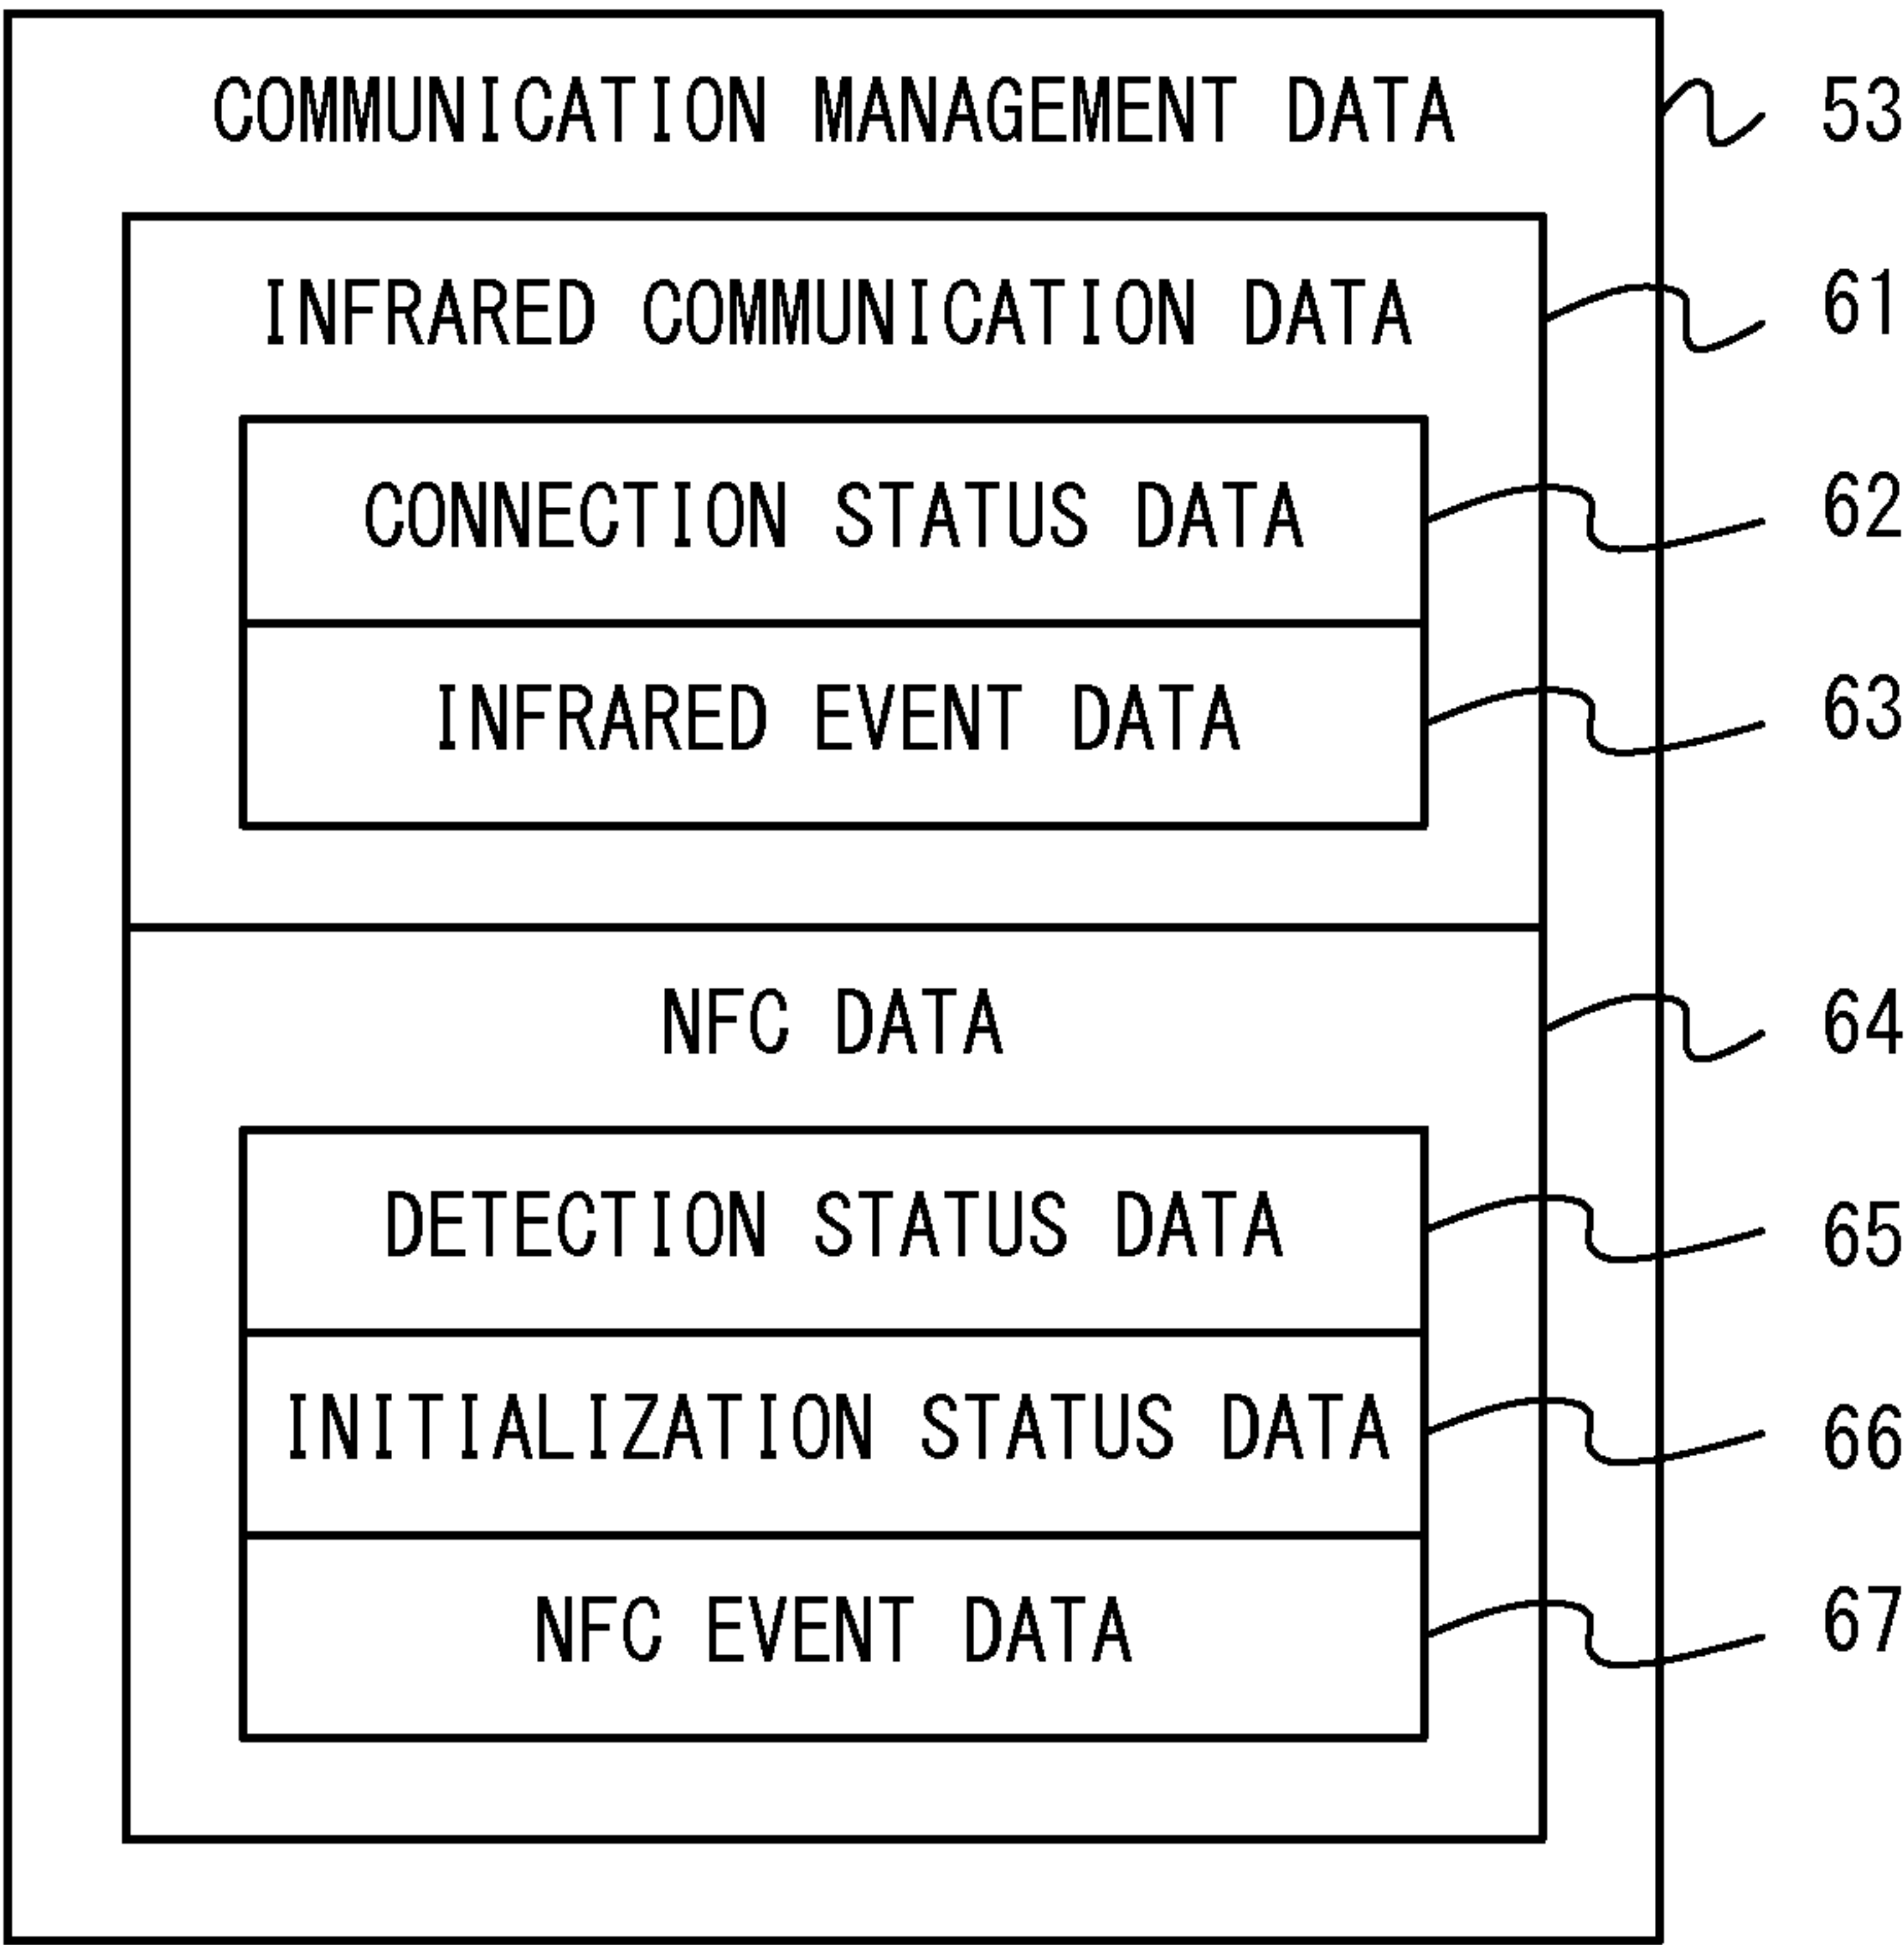 COMMUNICATION MANAGEMENT DATA 53
INFRARED COMMUNICATION DATA 61
CONNECTION STATUS DATA 62
INFRARED EVENT DATA 63
NFC DATA 64
DETECTION STATUS DATA 65
INITIALIZATION STATUS DATA 66
NFC EVENT DATA 67